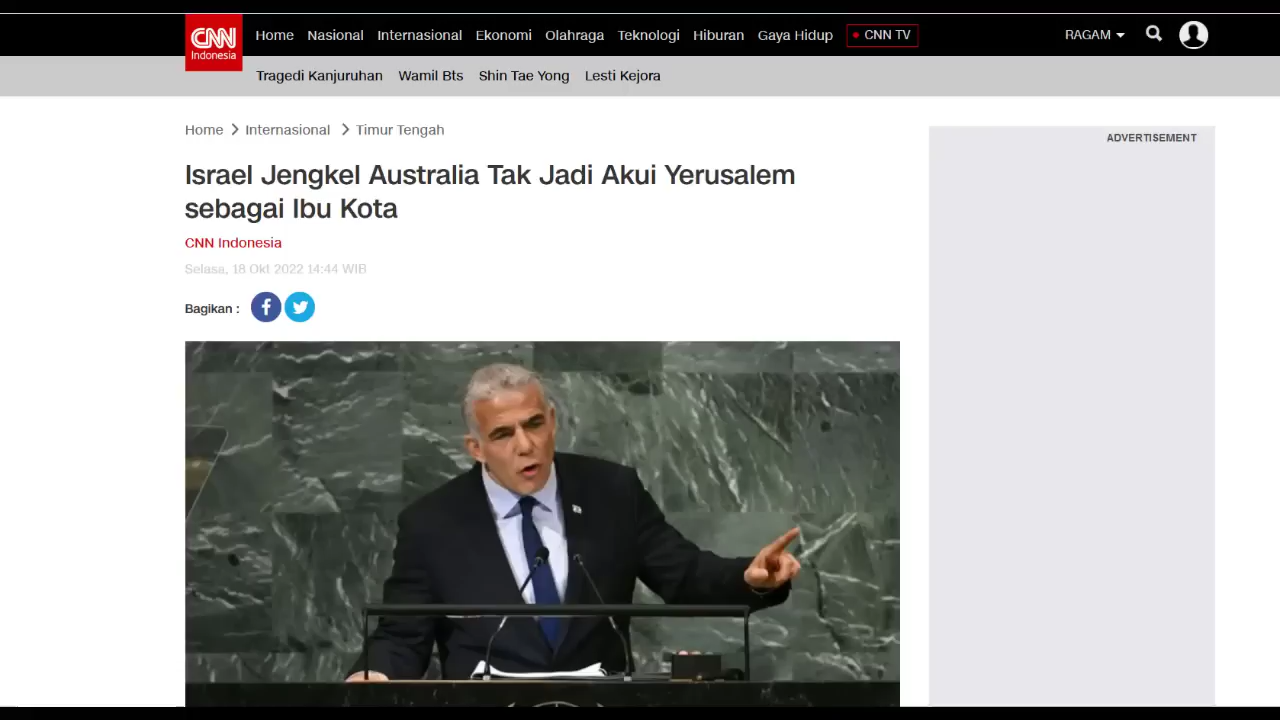 CNN
Indonesia
Home Nasional Internasional Ekonomi Olahraga Teknologi Hiburan Gaya Hidup CNN TV RAGAM
Tragedi Kanjuruhan Wamil Bts Shin Tae Yong Lesti Kejora
Home Internasional Timur Tengah
ADVERTISEMENT
Israel Jengkel Australia Tak Jadi Akui Yerusalem
sebagai Ibu Kota
CNN Indonesia
Selasa, 18 Okt 2022 14:44 WIB
Bagikan :